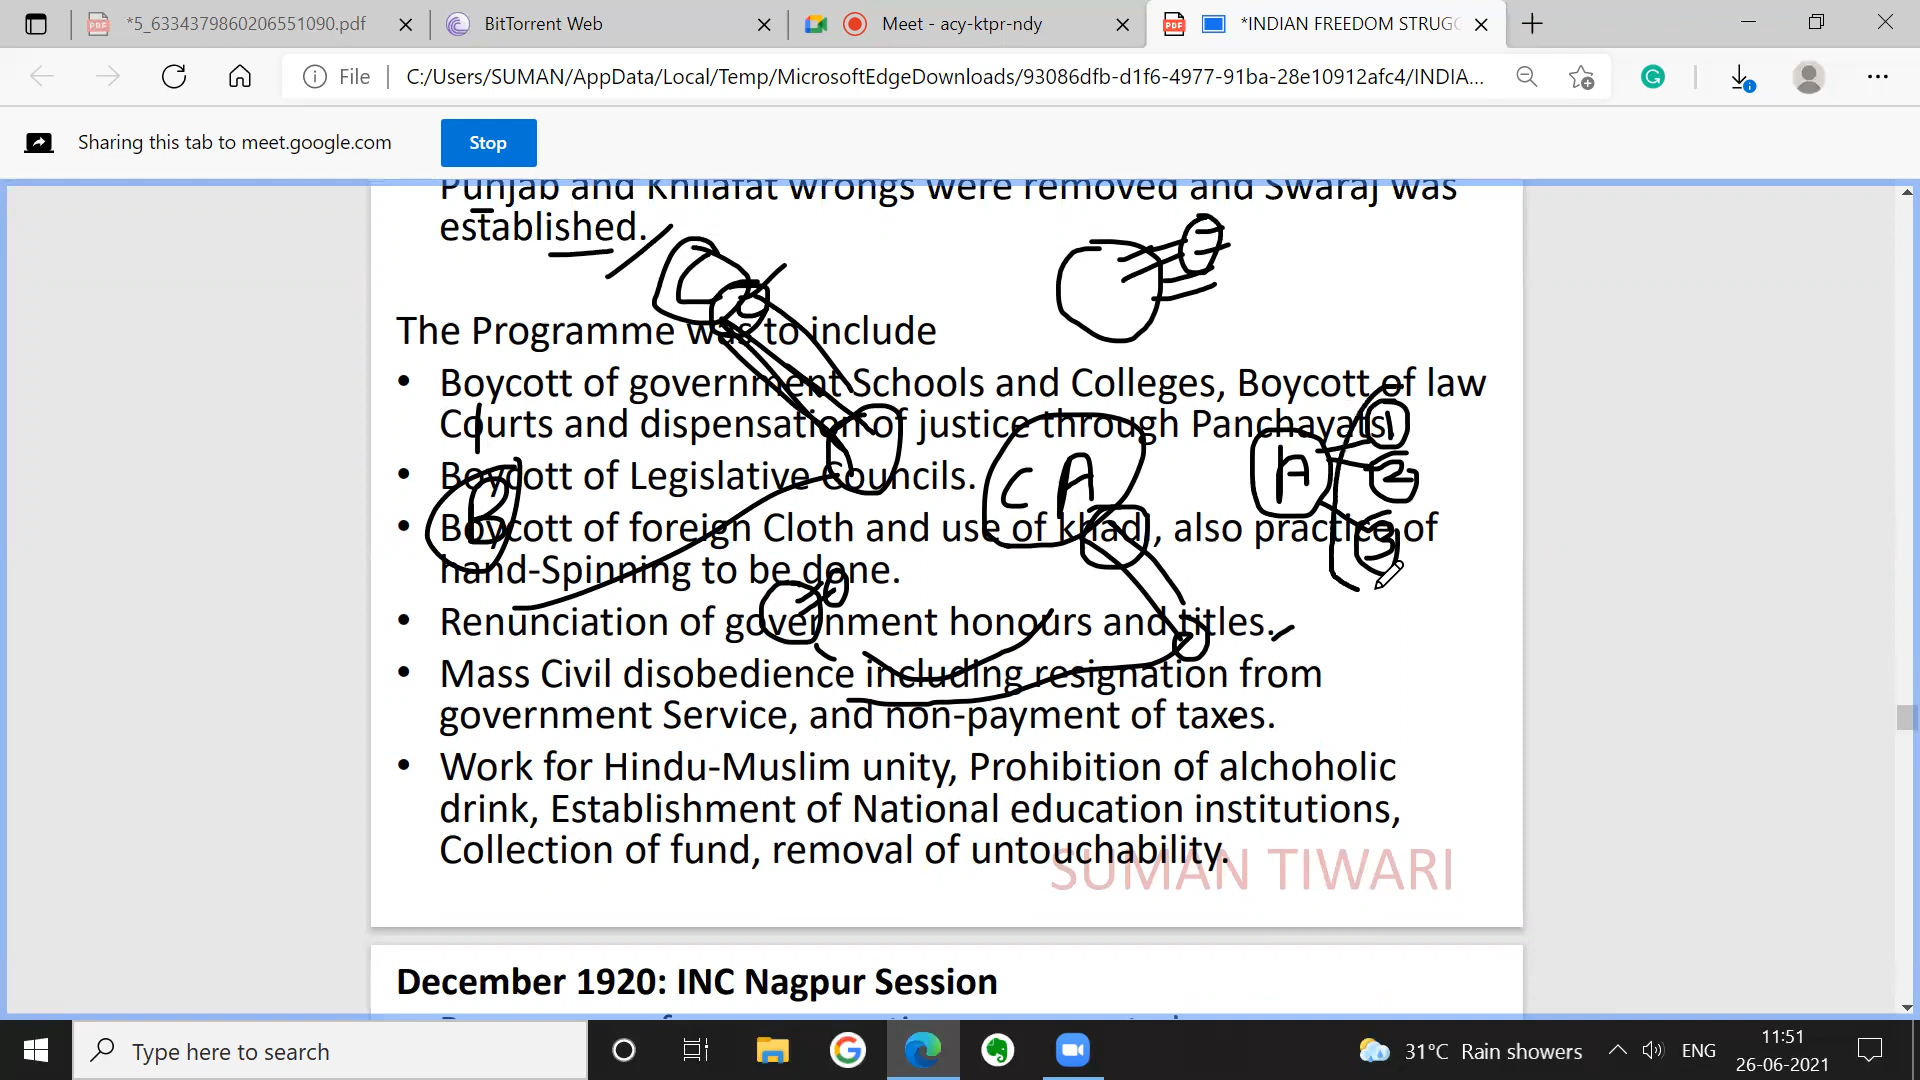 *5_6334379860206551090.pdf
BitTorrent Web
Meet - acy-ktpr-ndy
*INDIAN FREEDOM STRUGG
File
C:/Users/SUMAN/AppData/Local/Temp/MicrosoftEdgeDownloads/93086dfb-d1f6-4977-91ba-28e10912afc4/INDIA...
Sharing this tab to meet.google.com
Stop
Punjab and Khilafat wrongs were removed and Swaraj was
established.
The Programme was to include
• Boycott of government Schools and Colleges, Boycott of law
Courts and dispensation of justice through Panchayats
• Boycott of Legislative Councils.
• Boycott of foreign Cloth and use of khadi, also practice of
hand-Spinning to be done.
• Renunciation of government honours and titles.
• Mass Civil disobedience including resignation from
government Service, and non-payment of taxes.
• Work for Hindu-Muslim unity, Prohibition of alchoholic
drink, Establishment of National education institutions,
Collection of fund, removal of untouchability.
B
C A
A
1
2
3
SUMAN TIWARI
December 1920: INC Nagpur Session
Type here to search
31°C Rain showers
ENG
11:51
26-06-2021